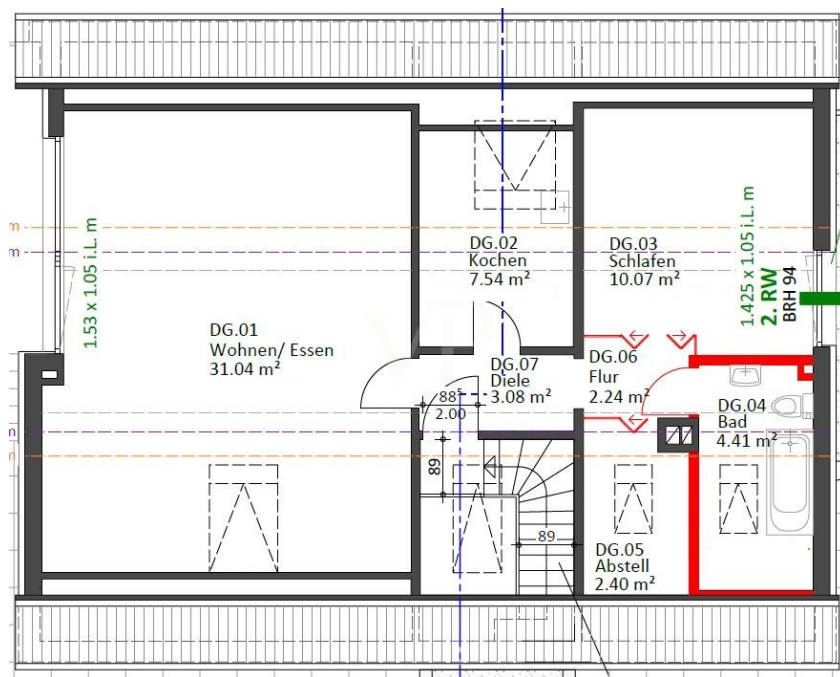 m
m
1.53 x 1.05 i.L. m
DG.01
Wohnen/ Essen
31.04 m²
DG.02
Kochen
7.54 m²
DG.03
Schlafen
10.07 m²
1.425 x 1.05 i.L. m
2. RW
BRH 94
DG.07
Diele
3.08 m²
DG.06
Flur
2.24 m²
DG.04
Bad
4.41 m²
88⁵
2.00
m
m
89
89
DG.05
Abstell
2.40 m²
VP